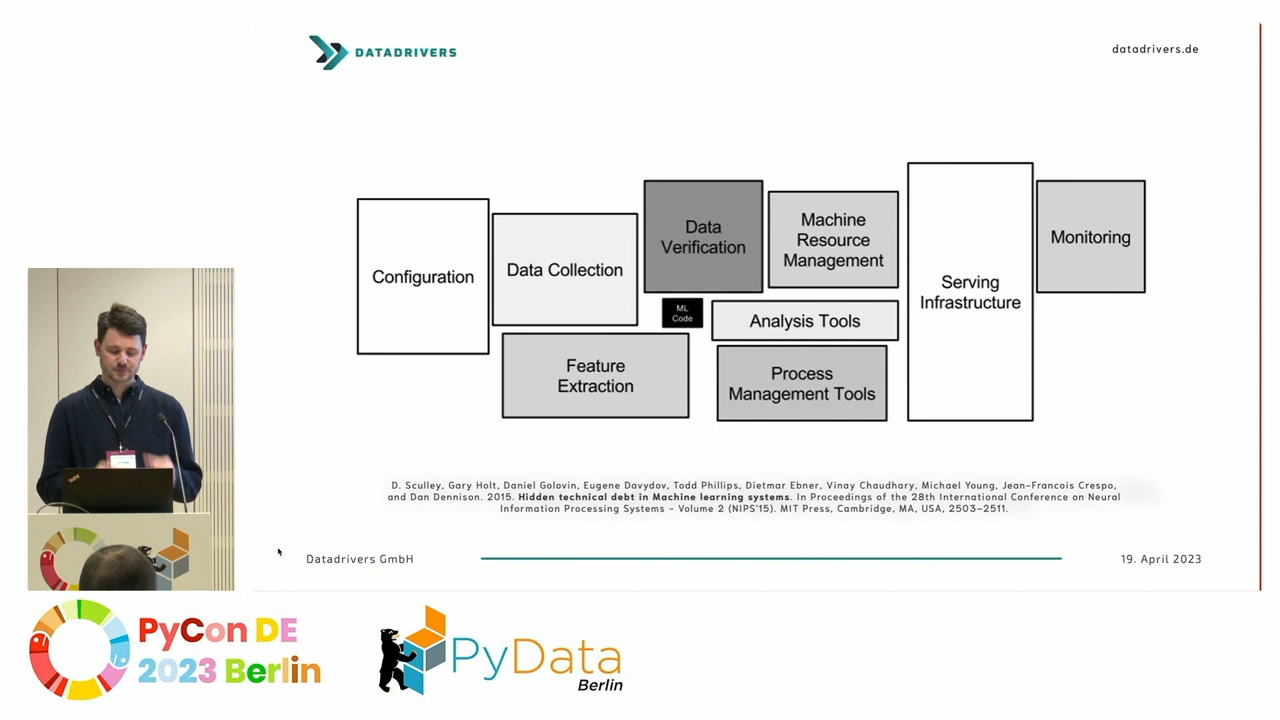 DATADRIVERS
datadrivers.de
Configuration
Data Collection
Data
Verification
Machine
Resource
Management
ML
Code
Analysis Tools
Feature
Extraction
Process
Management Tools
Serving
Infrastructure
Monitoring
D. Sculley, Gary Holt, Daniel Golovin, Eugene Davydov, Todd Phillips, Dietmar Ebner, Vinay Chaudhary, Michael Young, Jean-Francois Crespo,
and Dan Dennison. 2015. Hidden technical debt in Machine learning systems. In Proceedings of the 28th International Conference on Neural
Information Processing Systems - Volume 2 (NIPS'15). MIT Press, Cambridge, MA, USA, 2503–2511.
Datadrivers GmbH
19. April 2023
PyCon DE
2023 Berlin
PyData
Berlin